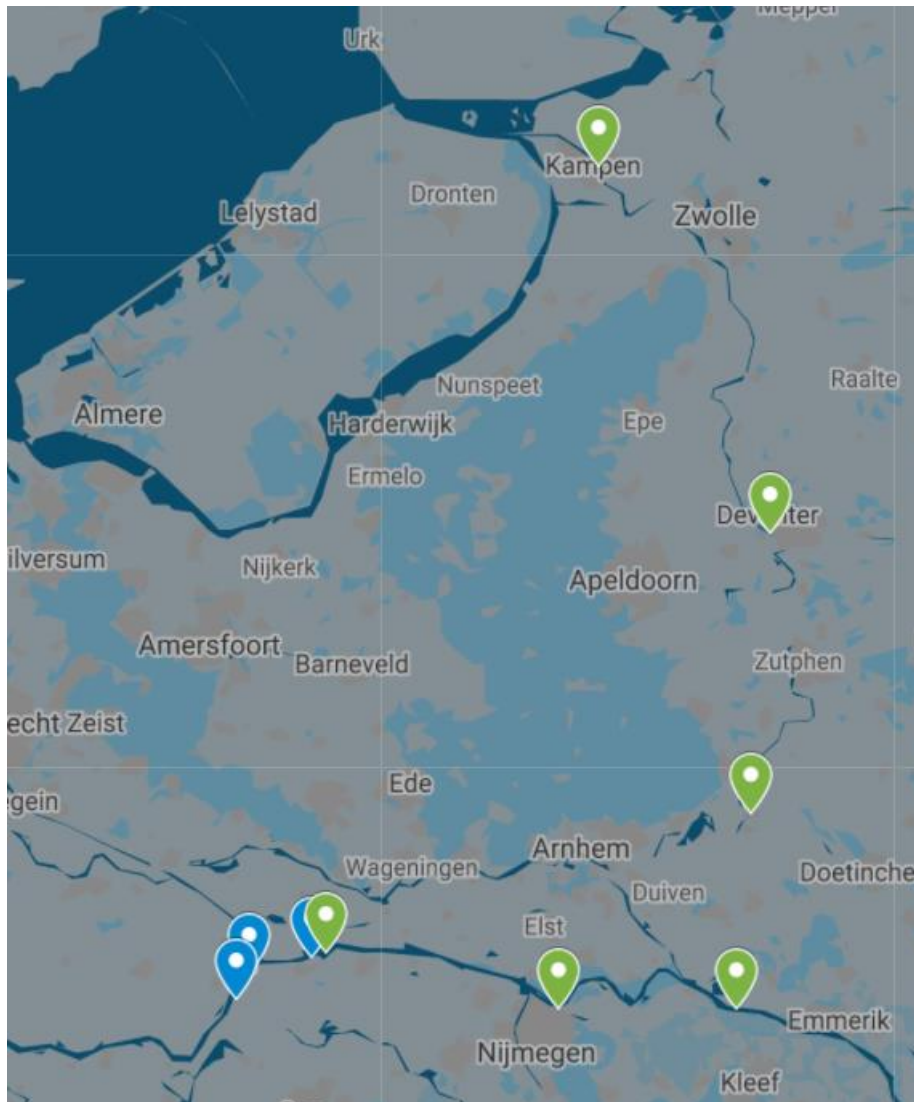 Meppel
Urk
Kampen
Dronten
Lelystad
Zwolle
Nunspeet
Raalte
Almere
Harderwijk
Epe
Ermelo
ilversum
Nijkerk
Apeldoorn
Amersfoort
Barneveld
Zutphen
echt Zeist
Ede
egein
Arnhem
Wageningen
Doetinche
Duiven
Elst
Emmerik
Nijmegen
Kleef